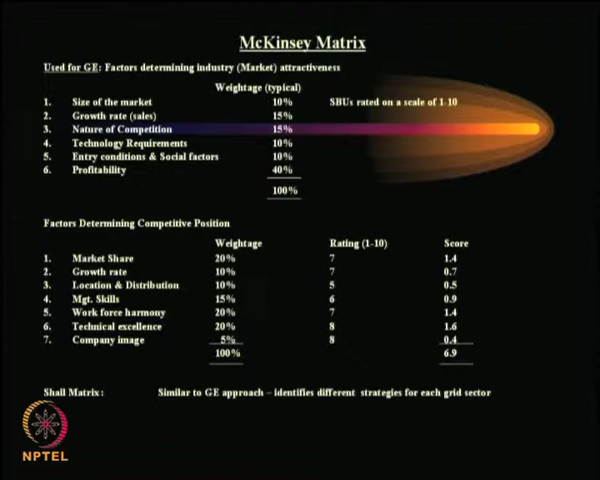 McKinsey Matrix
Used for GE: Factors determining industry (Market) attractiveness
Weightage (typical)
1. Size of the market 10% SBUs rated on a scale of 1-10
2. Growth rate (sales) 15%
3. Nature of Competition 15%
4. Technology Requirements 10%
5. Entry conditions & Social factors 10%
6. Profitability 40%
100%
Factors Determining Competitive Position
Weightage Rating (1-10) Score
1. Market Share 20% 7 1.4
2. Growth rate 10% 7 0.7
3. Location & Distribution 10% 5 0.5
4. Mgt. Skills 15% 6 0.9
5. Work force harmony 20% 7 1.4
6. Technical excellence 20% 8 1.6
7. Company image 5% 8 0.4
100% 6.9
Shall Matrix : Similar to GE approach – identifies different strategies for each grid sector
NPTEL